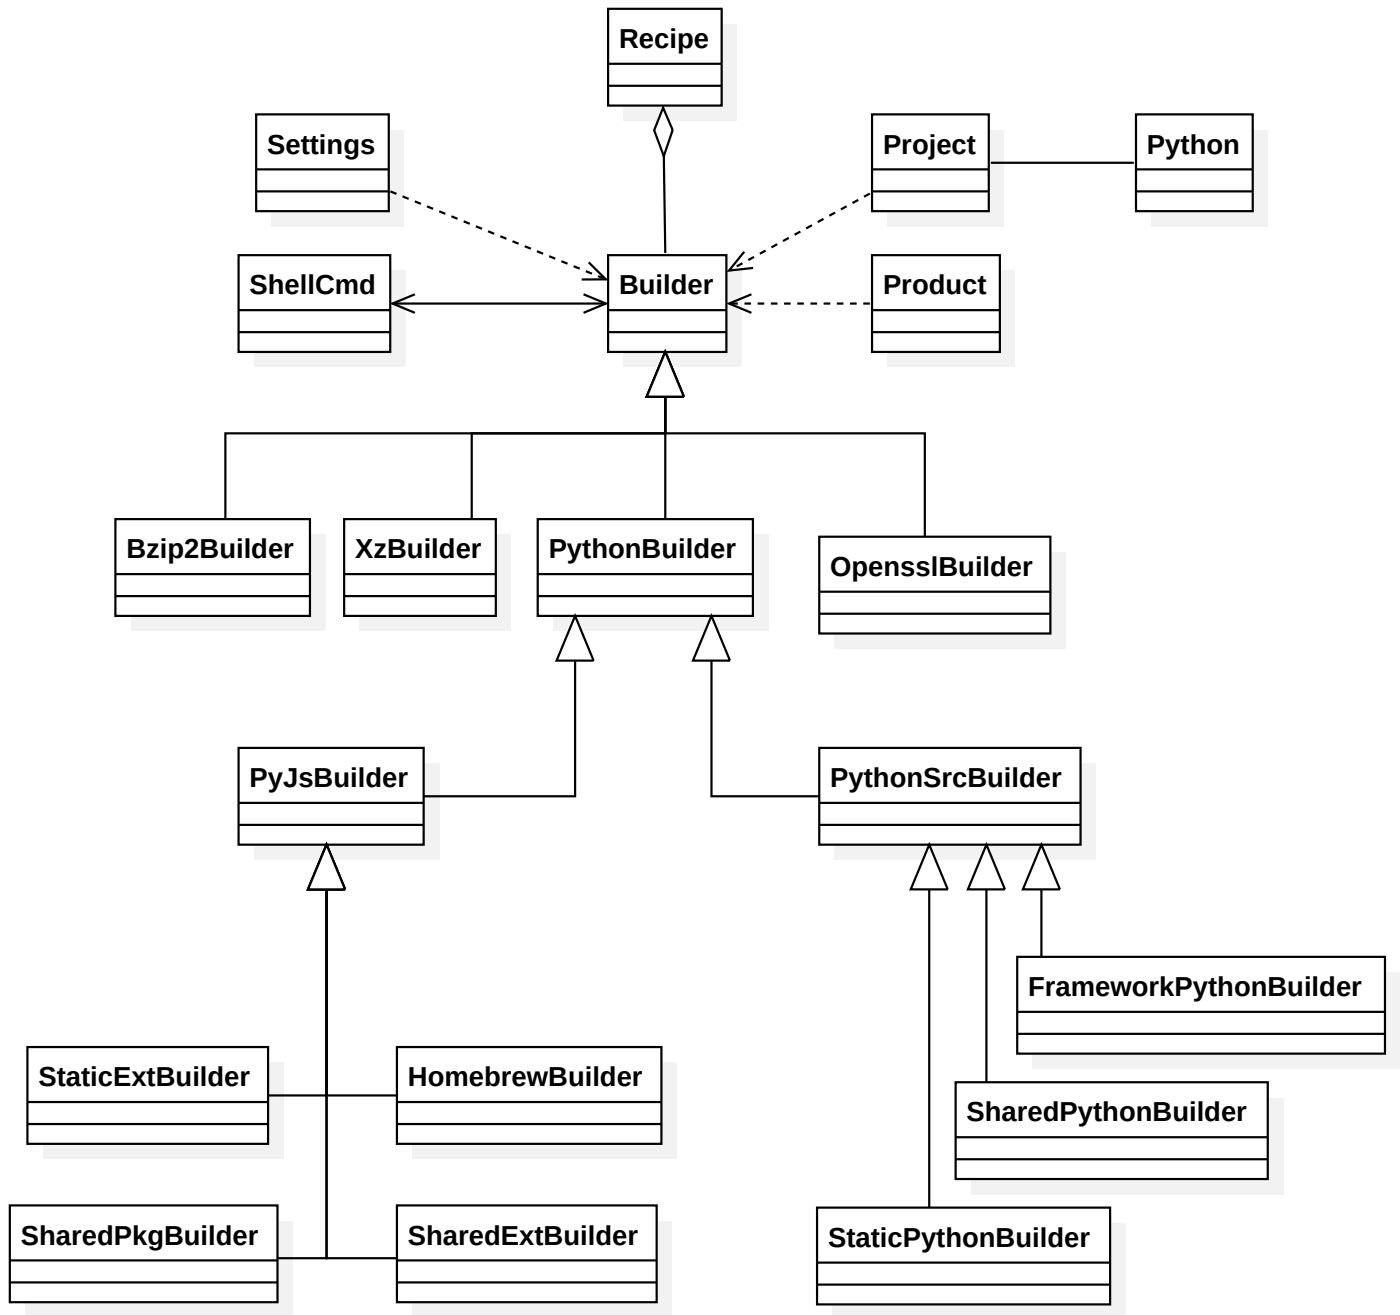 Recipe
Settings
Project
Python
ShellCmd
Builder
Product
Bzip2Builder
XzBuilder
PythonBuilder
OpensslBuilder
PyJsBuilder
PythonSrcBuilder
FrameworkPythonBuilder
StaticExtBuilder
HomebrewBuilder
SharedPythonBuilder
SharedPkgBuilder
SharedExtBuilder
StaticPythonBuilder